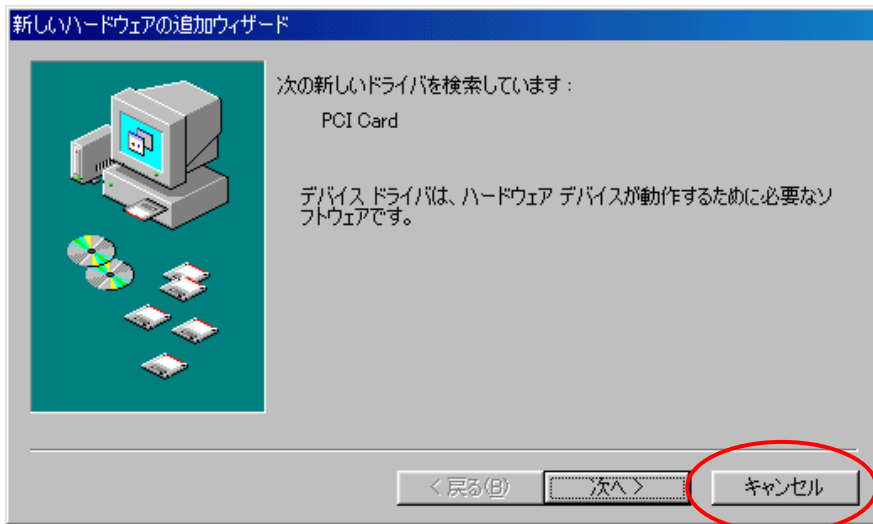 新しいハードウェアの追加ウィザード
次の新しいドライバを検索しています：
PCI Card
デバイス ドライバは、ハードウェア デバイスが動作するために必要なソ
フトウェアです。
< 戻る(B)
次へ >
キャンセル